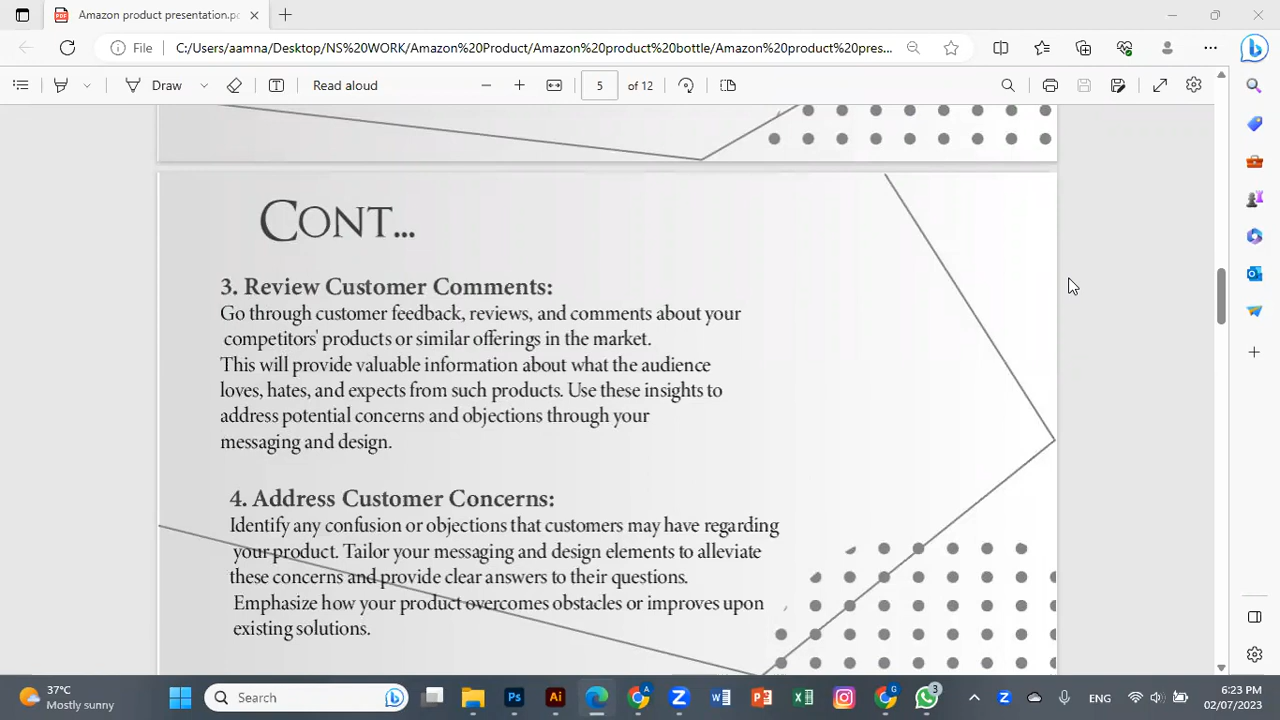 Amazon product presentation.pc
File
C:/Users/aamna/Desktop/NS%20WORK/Amazon%20Product/Amazon%20product%20bottle/Amazon%20product%20pres...
Draw
Read aloud
5
of 12
CONT...
3. Review Customer Comments:
Go through customer feedback, reviews, and comments about your
competitors' products or similar offerings in the market.
This will provide valuable information about what the audience
loves, hates, and expects from such products. Use these insights to
address potential concerns and objections through your
messaging and design.
4. Address Customer Concerns:
Identify any confusion or objections that customers may have regarding
your product. Tailor your messaging and design elements to alleviate
these concerns and provide clear answers to their questions.
Emphasize how your product overcomes obstacles or improves upon
existing solutions.
37°C
Mostly sunny
Search
Ps
Ai
A
Z
G
3
Z
ENG
6:23 PM
02/07/2023